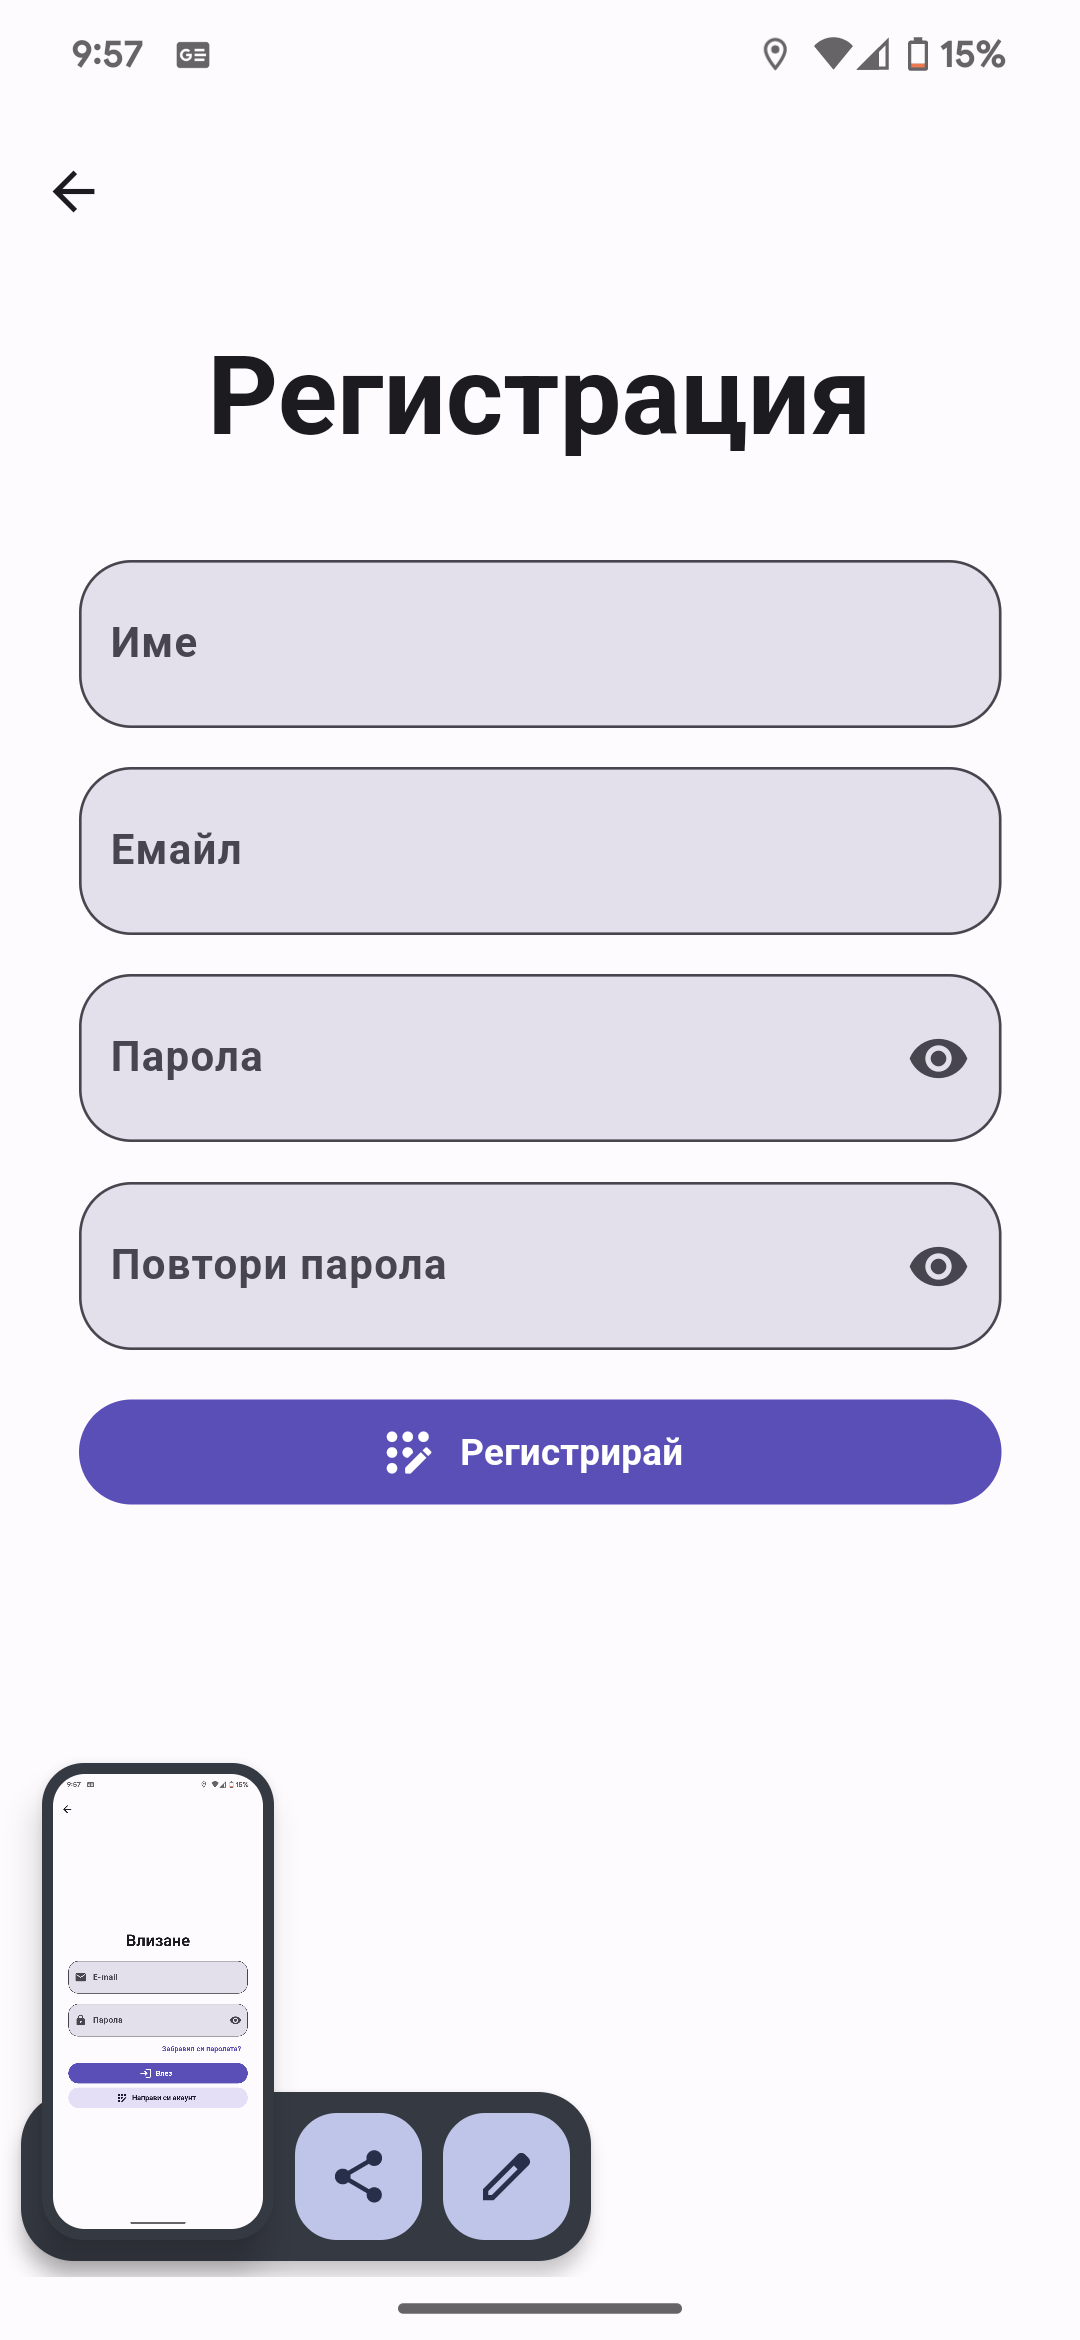 9:57
15%
Регистрация
Име
Емайл
Парола
Повтори парола
Регистрирай
9:57
15%
Влизане
E-mail
Парола
Забравил си паролата?
Влез
Направи си акаунт